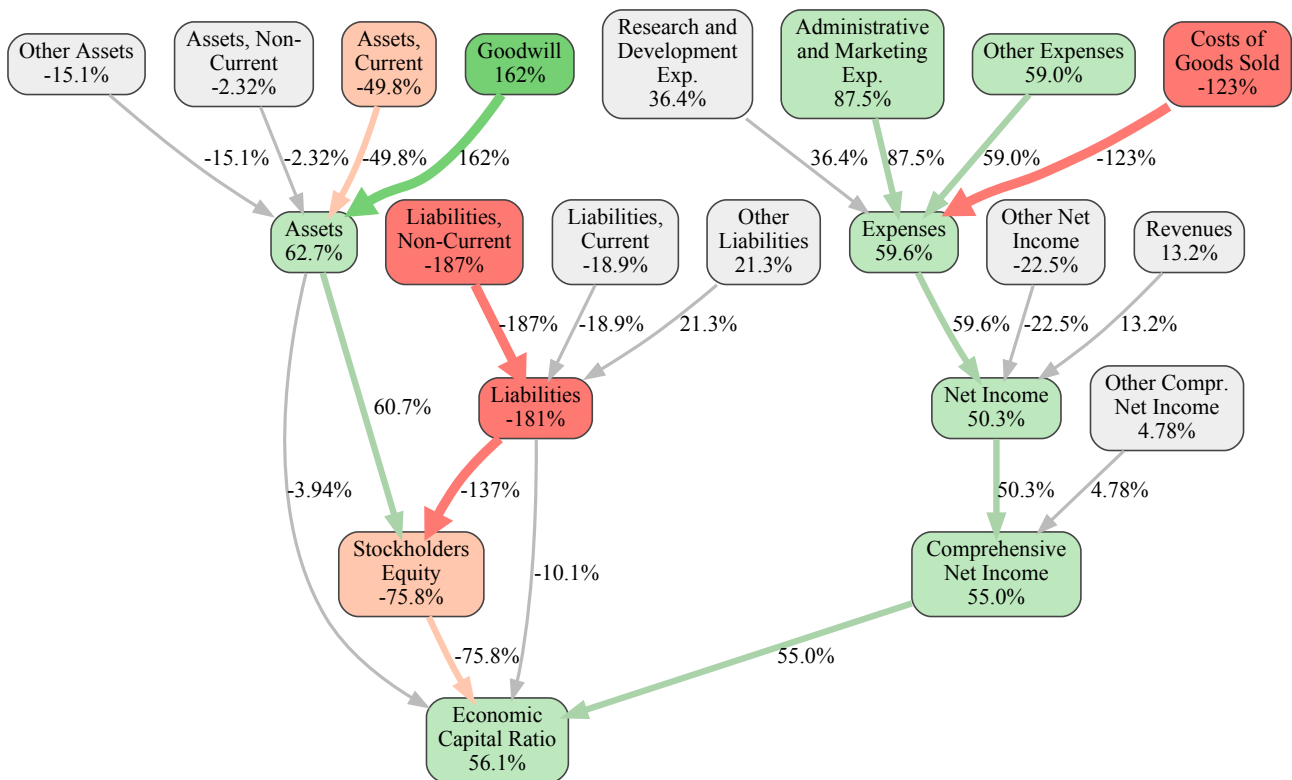 Other Assets
-15.1%
Assets, Non-
Current
-2.32%
Assets,
Current
-49.8%
Goodwill
162%
Research and
Development
Exp.
36.4%
Administrative
and Marketing
Exp.
87.5%
Other Expenses
59.0%
Costs of
Goods Sold
-123%
-15.1%
-2.32%
-49.8%
162%
36.4%
87.5%
59.0%
-123%
Assets
62.7%
Liabilities,
Non-Current
-187%
Liabilities,
Current
-18.9%
Other
Liabilities
21.3%
Expenses
59.6%
Other Net
Income
-22.5%
Revenues
13.2%
-187%
-18.9%
21.3%
59.6%
-22.5%
13.2%
60.7%
Liabilities
-181%
Net Income
50.3%
Other Compr.
Net Income
4.78%
-3.94%
-137%
50.3%
4.78%
Stockholders
Equity
-75.8%
-10.1%
Comprehensive
Net Income
55.0%
-75.8%
55.0%
Economic
Capital Ratio
56.1%